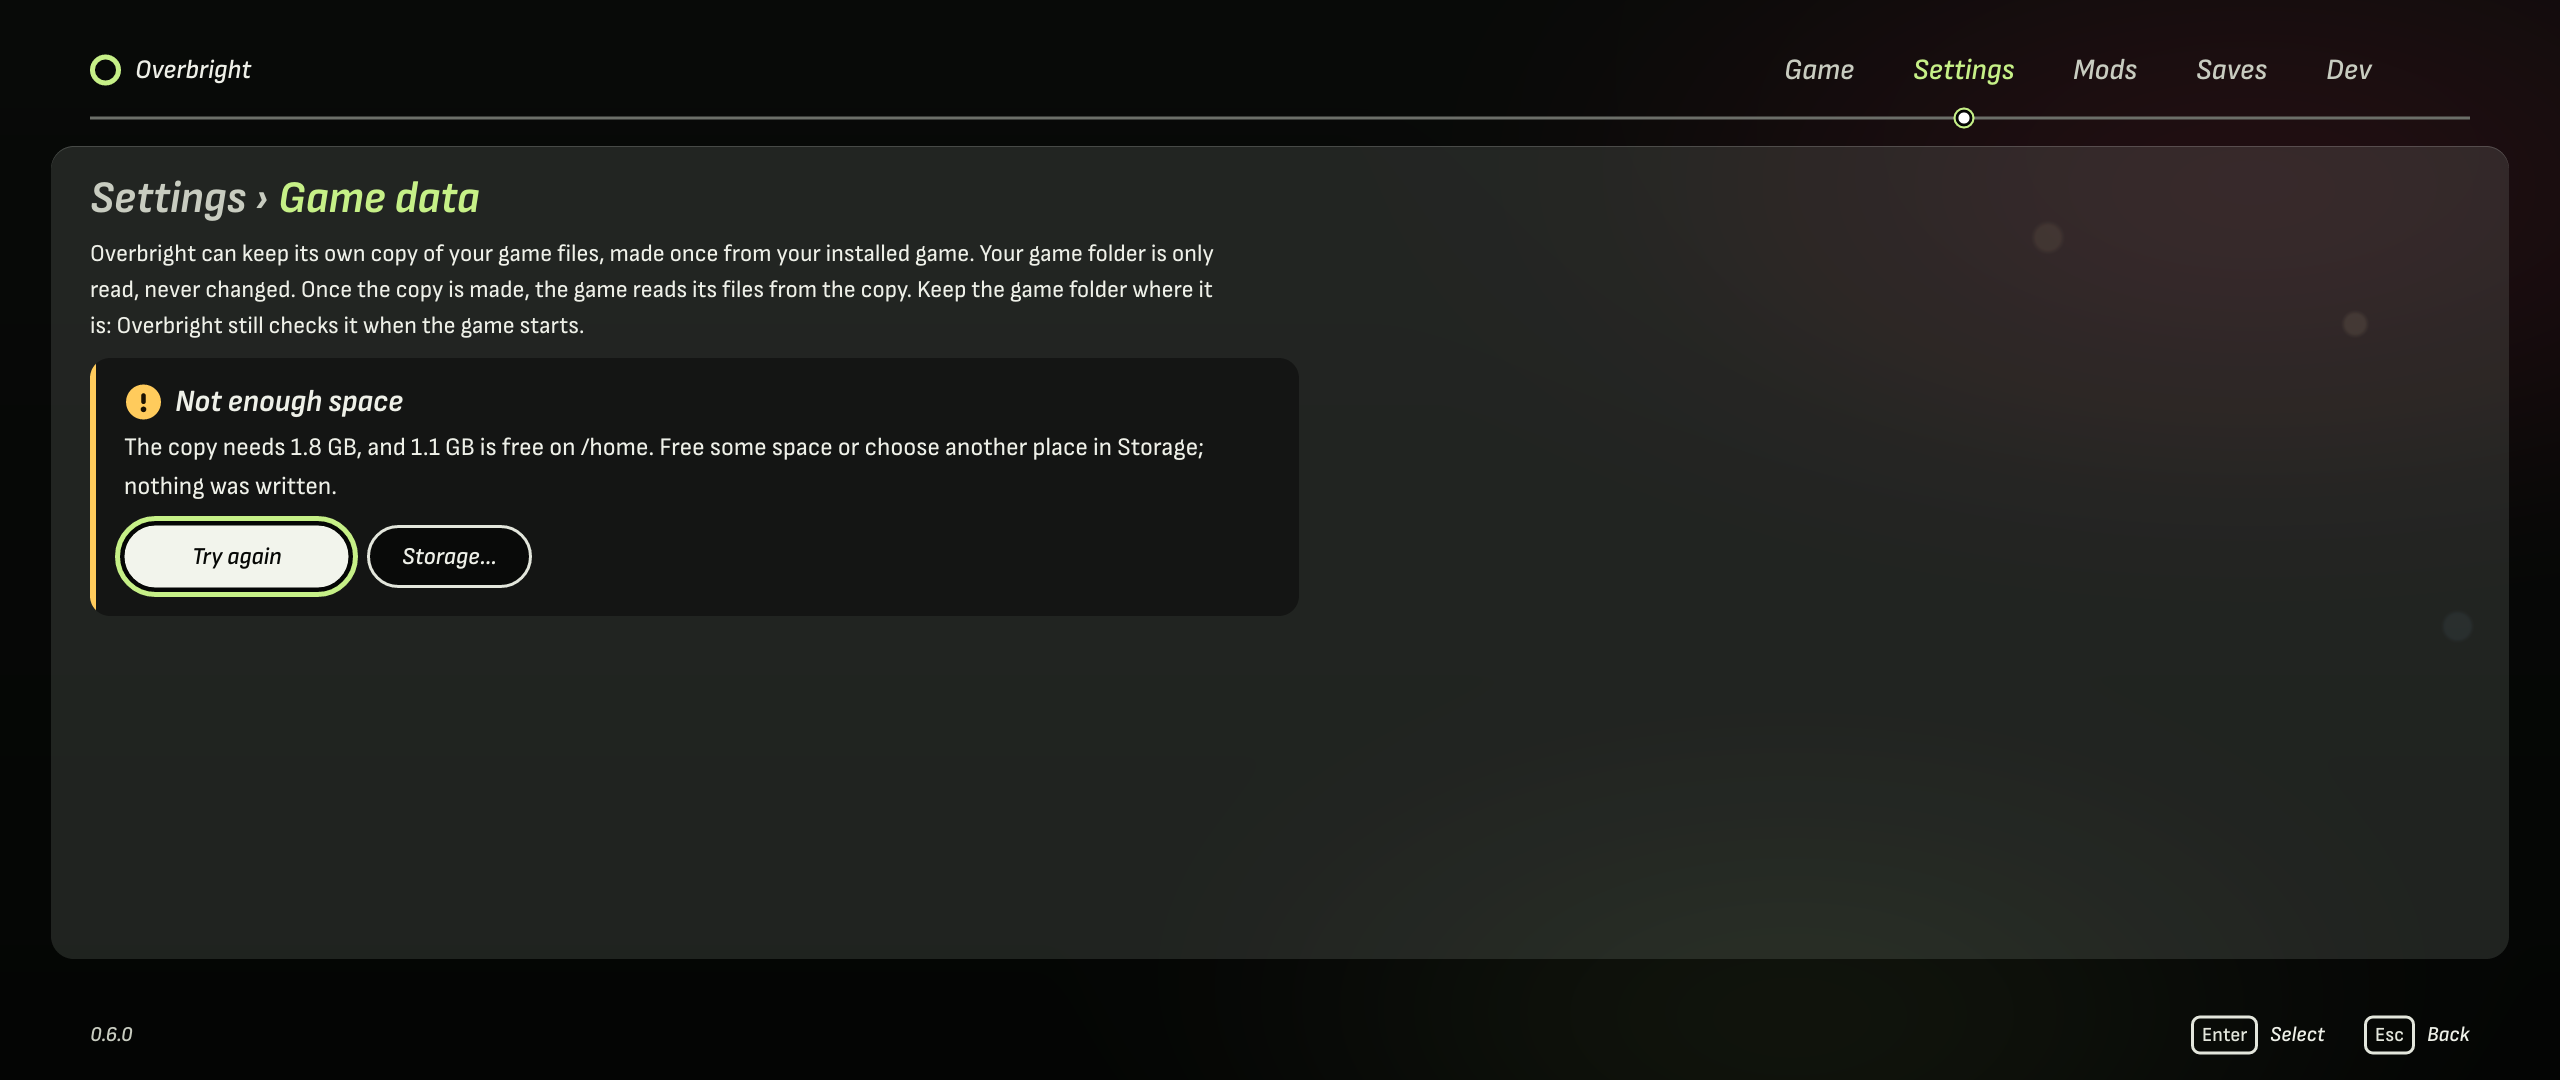 Overbright
Game Settings Mods Saves Dev
Settings › Game data
Overbright can keep its own copy of your game files, made once from your installed game. Your game folder is only
read, never changed. Once the copy is made, the game reads its files from the copy. Keep the game folder where it
is: Overbright still checks it when the game starts.
Not enough space
The copy needs 1.8 GB, and 1.1 GB is free on /home. Free some space or choose another place in Storage;
nothing was written.
Try again Storage...
0.6.0
Enter Select Esc Back